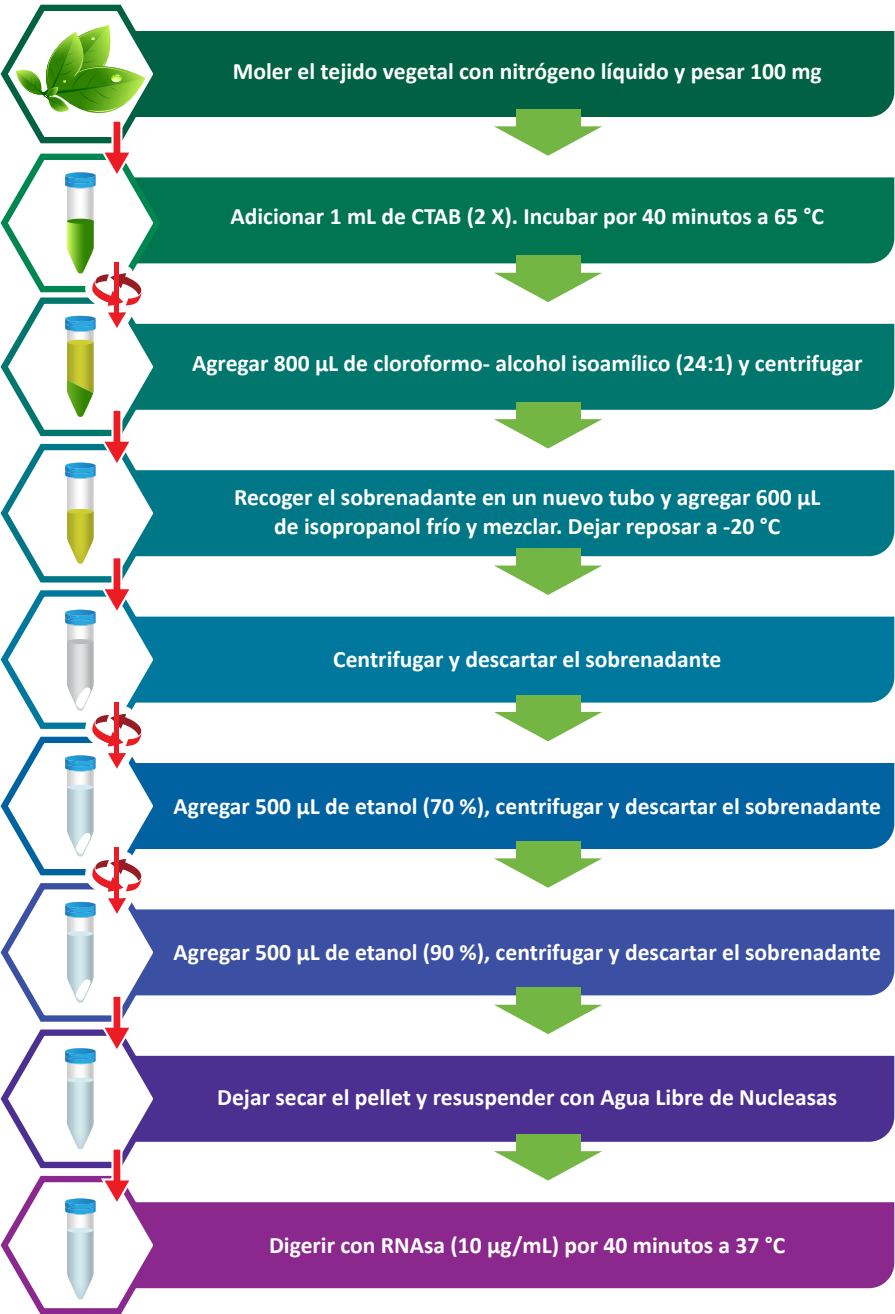 Moler el tejido vegetal con nitrógeno líquido y pesar 100 mg
Adicionar 1 mL de CTAB (2 X). Incubar por 40 minutos a 65 °C
Agregar 800 µL de cloroformo- alcohol isoamílico (24:1) y centrifugar
Recoger el sobrenadante en un nuevo tubo y agregar 600 µL
de isopropanol frío y mezclar. Dejar reposar a -20 °C
Centrifugar y descartar el sobrenadante
Agregar 500 µL de etanol (70 %), centrifugar y descartar el sobrenadante
Agregar 500 µL de etanol (90 %), centrifugar y descartar el sobrenadante
Dejar secar el pellet y resuspender con Agua Libre de Nucleasas
Digerir con RNAsa (10 µg/mL) por 40 minutos a 37 °C